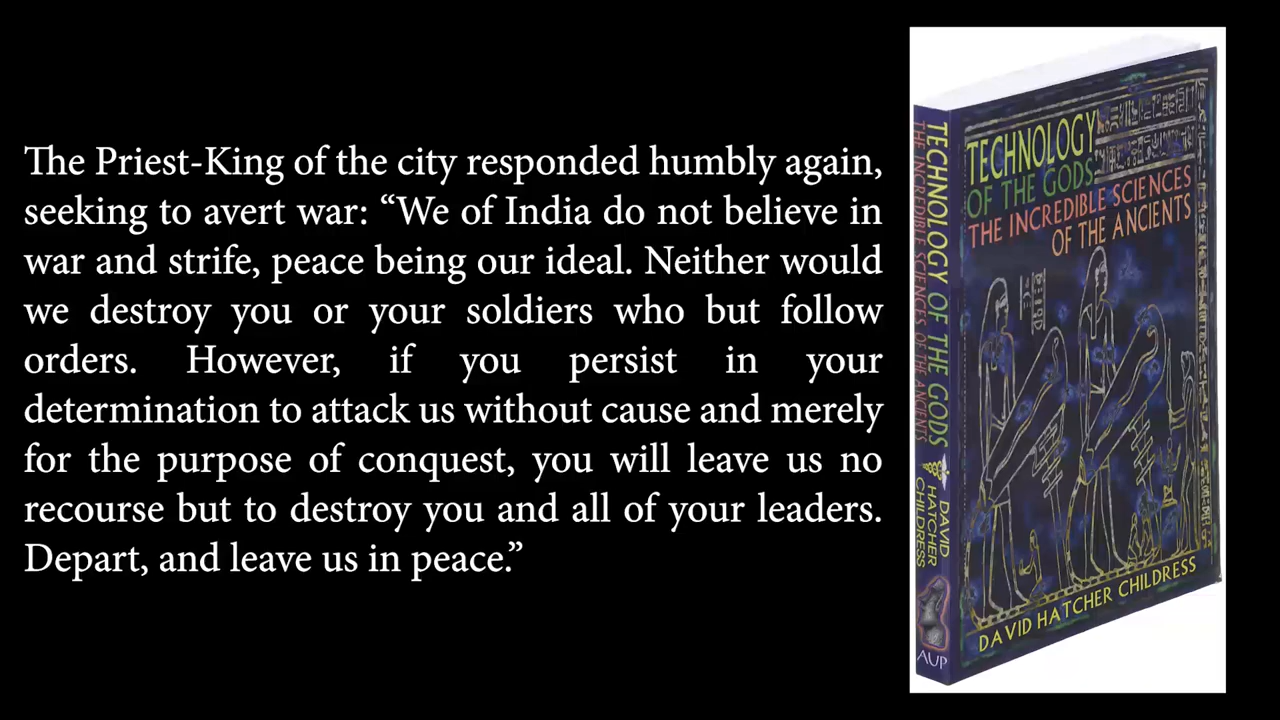 The Priest-King of the city responded humbly again,
seeking to avert war: “We of India do not believe in
war and strife, peace being our ideal. Neither would
we destroy you or your soldiers who but follow
orders. However, if you persist in your
determination to attack us without cause and merely
for the purpose of conquest, you will leave us no
recourse but to destroy you and all of your leaders.
Depart, and leave us in peace.”
TECHNOLOGY OF THE GODS
THE INCREDIBLE SCIENCES OF THE ANCIENTS
DAVID
HATCHER
CHILDRESS
AUP
TECHNOLOGY
OF THE GODS
THE INCREDIBLE SCIENCES
OF THE ANCIENTS
DAVID HATCHER CHILDRESS